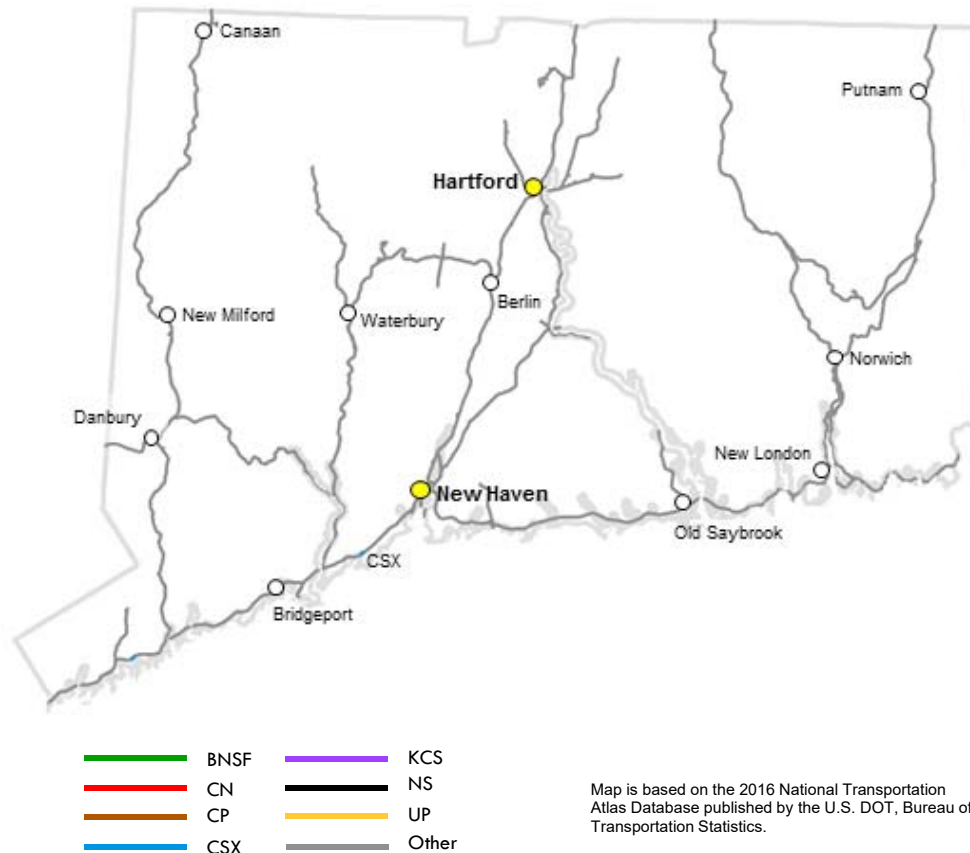 Canaan
Putnam
Hartford
Berlin
New Milford
Waterbury
Norwich
Danbury
New London
New Haven
Old Saybrook
CSX
Bridgeport
BNSF
CN
CP
CSX
KCS
NS
UP
Other
Map is based on the 2016 National Transportation
Atlas Database published by the U.S. DOT, Bureau of
Transportation Statistics.